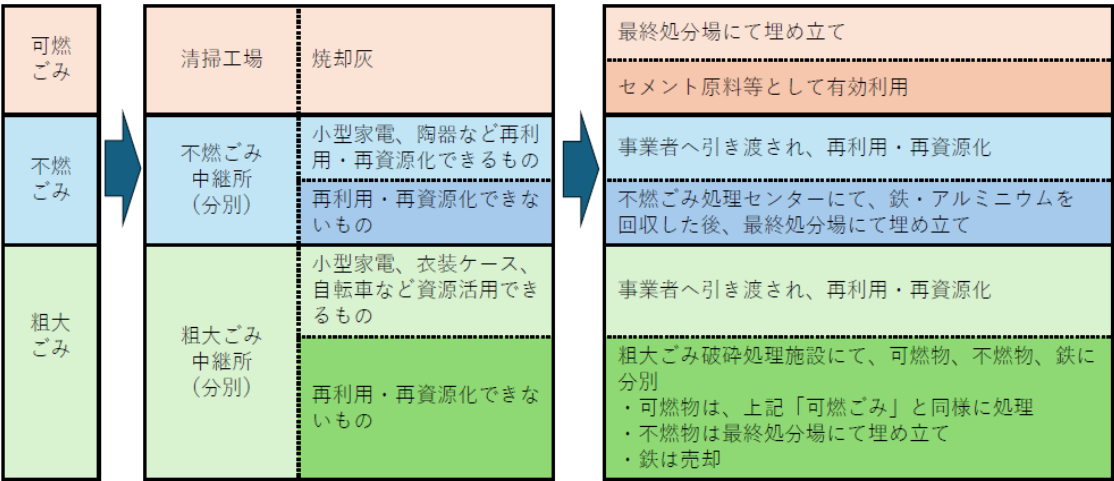 可燃
ごみ
清掃工場
焼却灰
最終処分場にて埋め立て
セメント原料等として有効利用
不燃
ごみ
不燃ごみ
中継所
(分別)
小型家電、陶器など再利
用・再資源化できるもの
事業者へ引き渡され、再利用・再資源化
再利用・再資源化できな
いもの
不燃ごみ処理センターにて、鉄・アルミニウムを
回収した後、最終処分場にて埋め立て
粗大
ごみ
粗大ごみ
中継所
(分別)
小型家電、衣装ケース、
自転車など資源活用でき
るもの
事業者へ引き渡され、再利用・再資源化
再利用・再資源化できな
いもの
粗大ごみ破砕処理施設にて、可燃物、不燃物、鉄に
分別
・可燃物は、上記「可燃ごみ」と同様に処理
・不燃物は最終処分場にて埋め立て
・鉄は売却